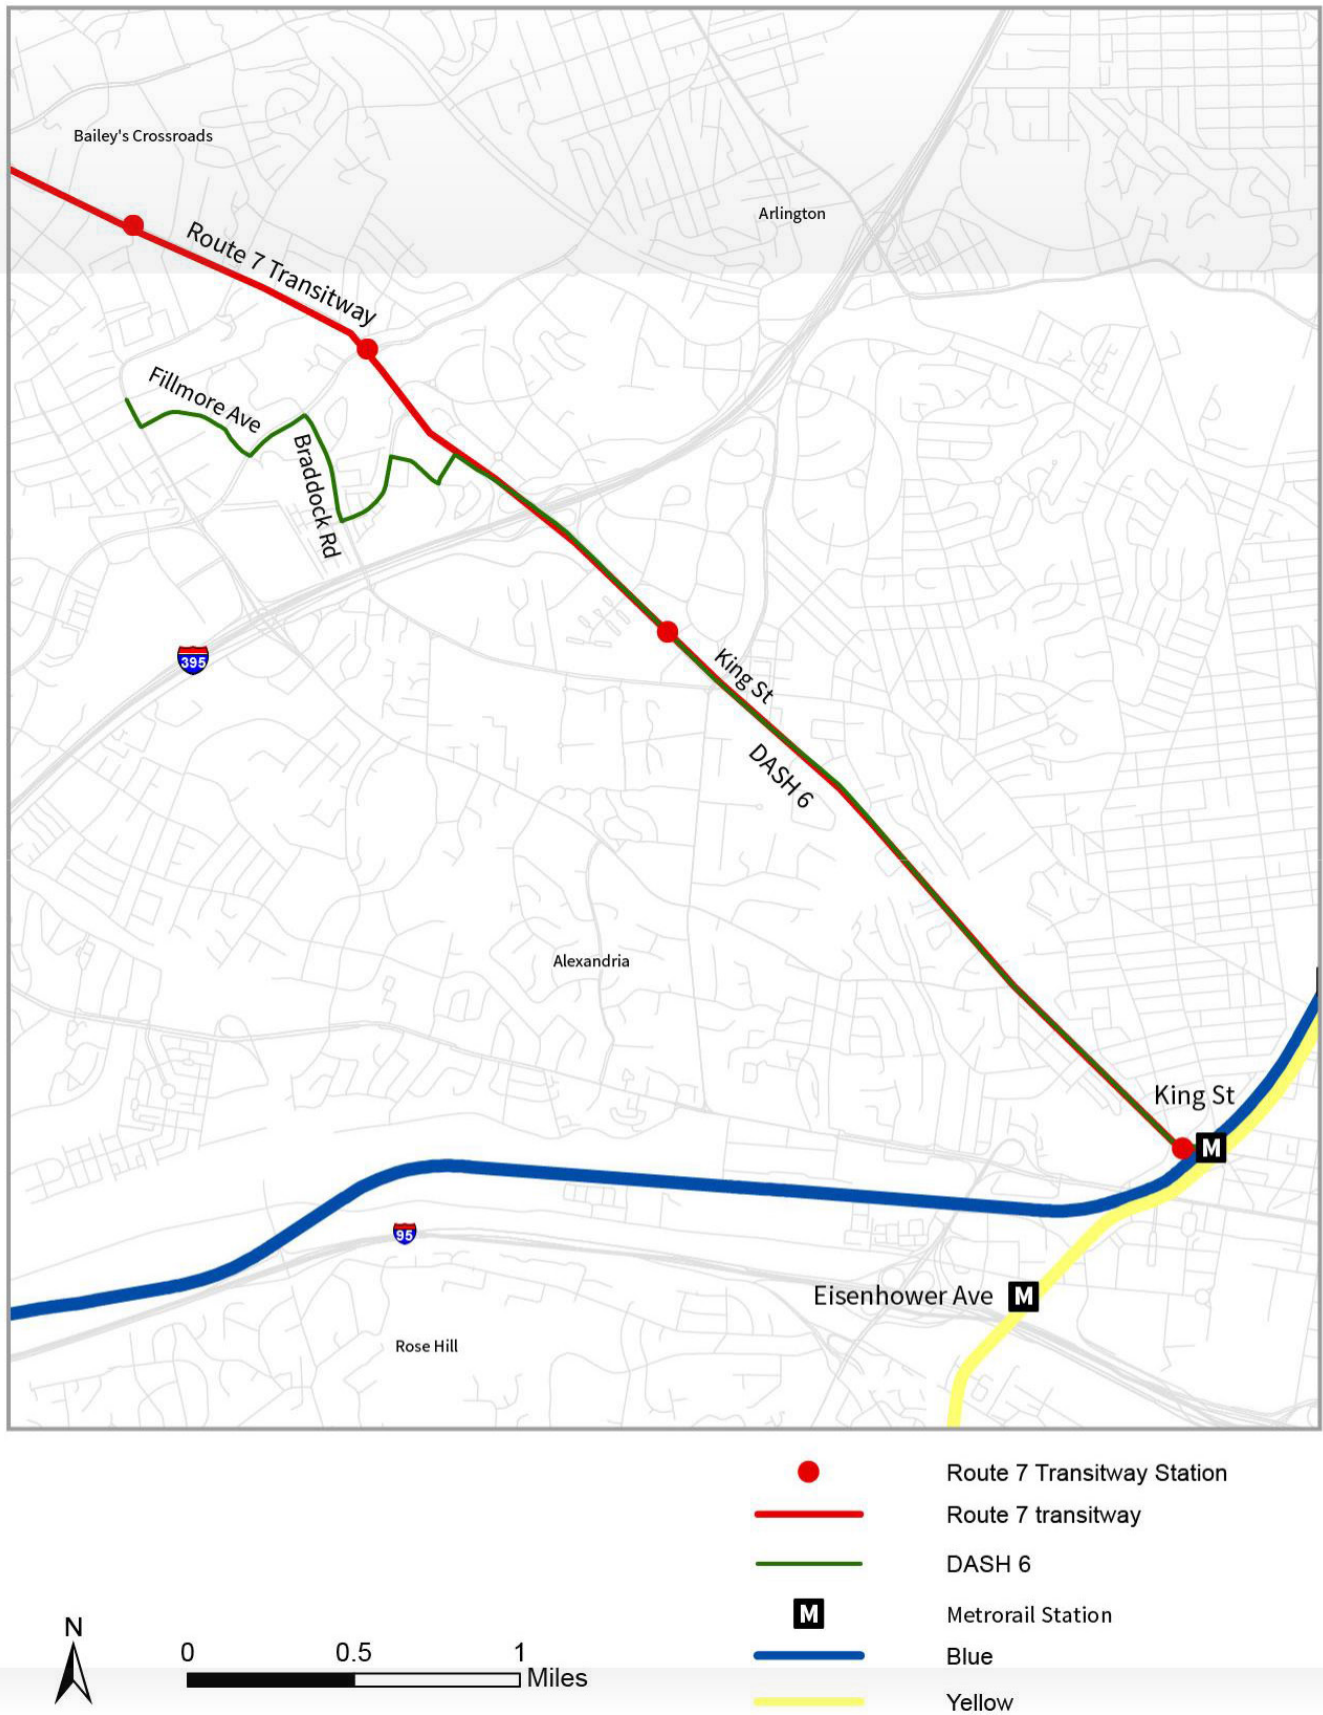 Bailey's Crossroads
Arlington
Route 7 Transitway
Fillmore Ave
Braddock Rd
395
King St
DASH 6
Alexandria
King St
M
95
Eisenhower Ave M
Rose Hill
Route 7 Transitway Station
Route 7 transitway
DASH 6
M Metrorail Station
Blue
Yellow
N
0 0.5 1
Miles